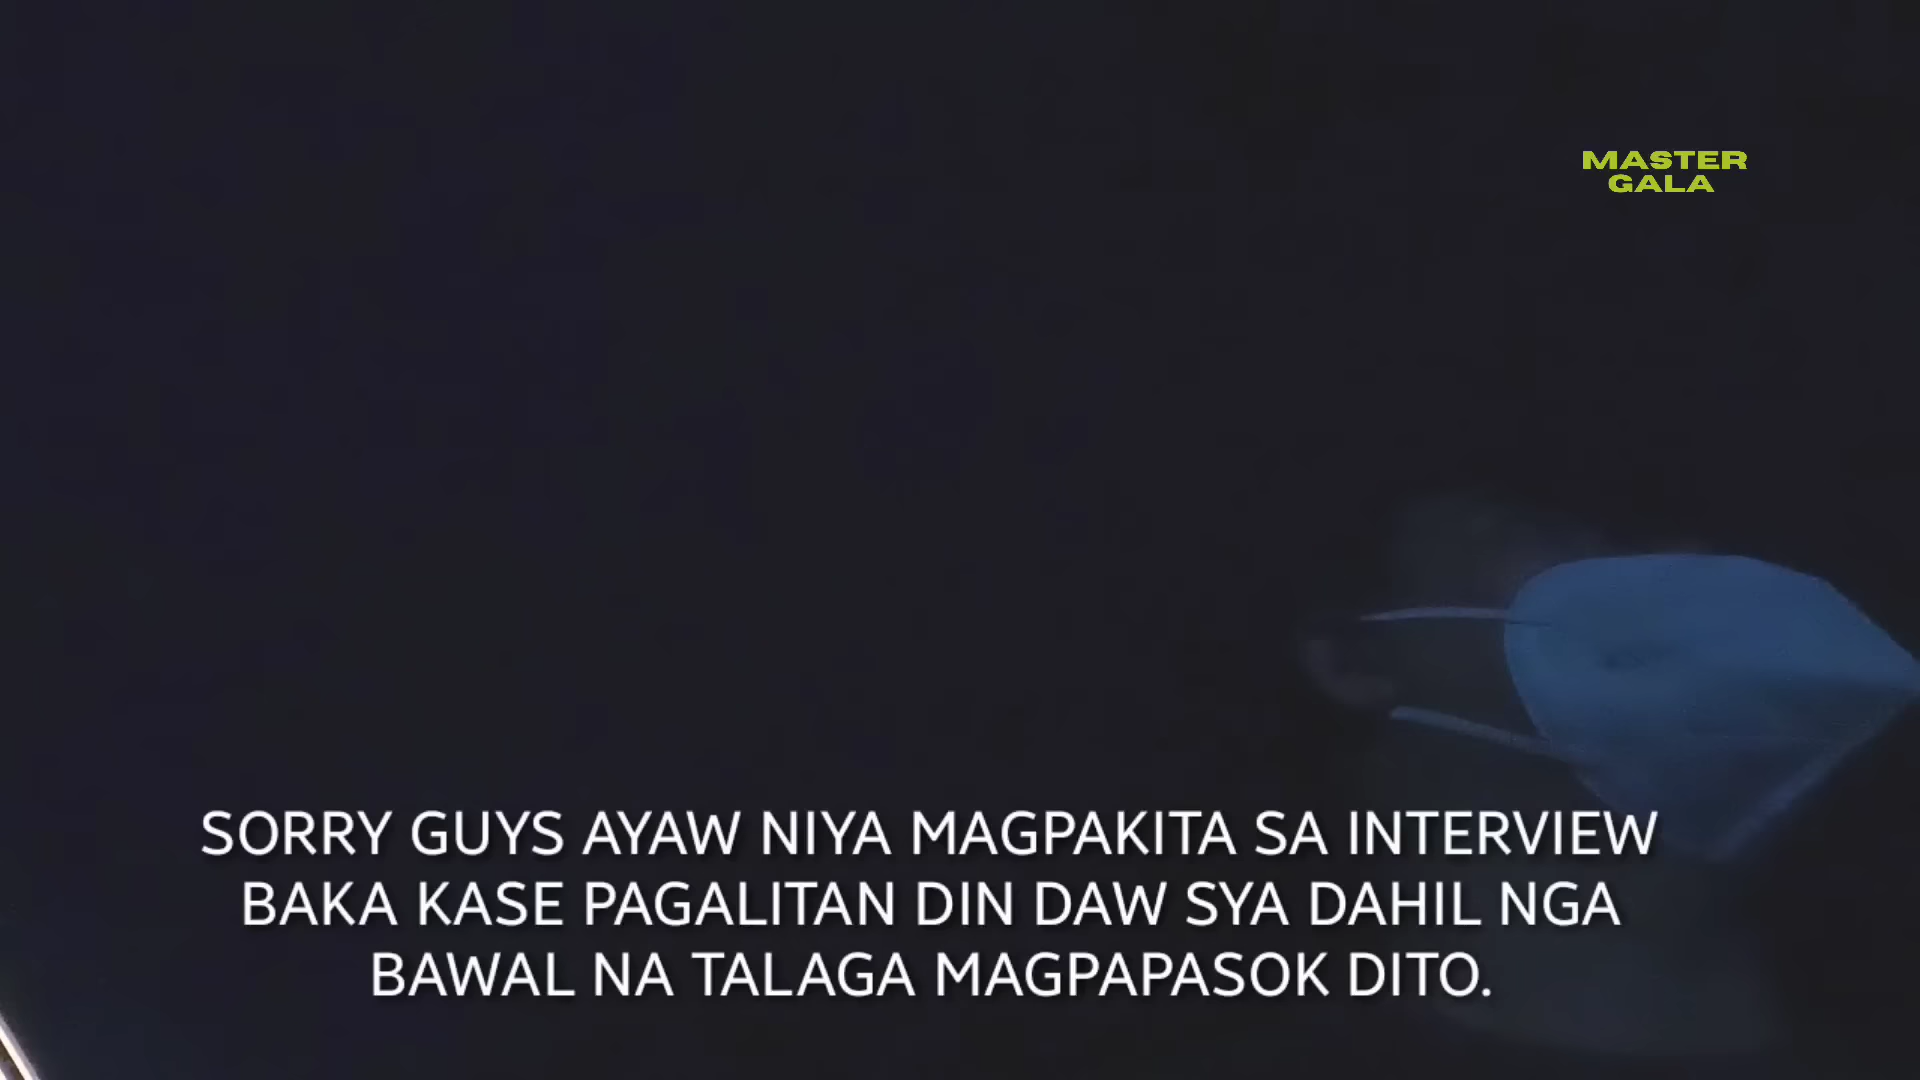 MASTER
GALA
SORRY GUYS AYAW NIYA MAGPAKITA SA INTERVIEW
BAKA KASE PAGALITAN DIN DAW SYA DAHIL NGA
BAWAL NA TALAGA MAGPAPASOK DITO.